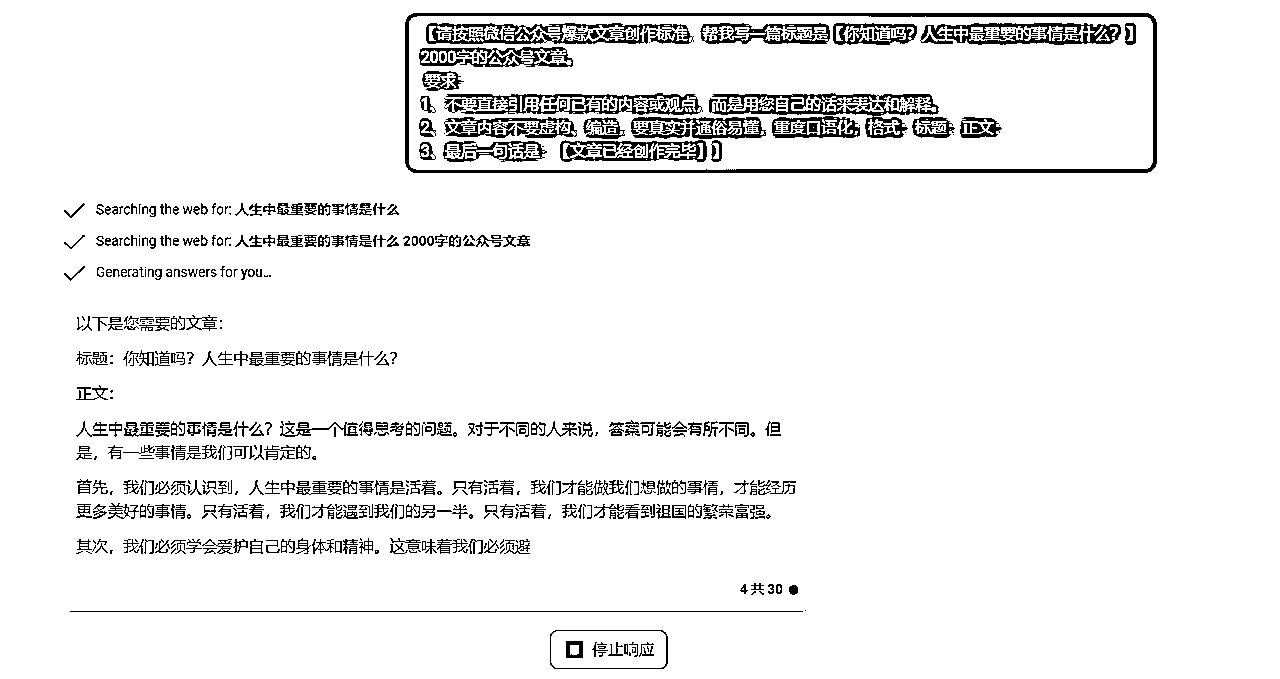 【请按照微信公众号爆款文章创作标准，帮我写一篇标题是【你知道吗？人生中最重要的事情是什么？】
2000字的公众号文章。
要求：
1、不要直接引用任何已有的内容或观点，而是用您自己的话来表达和解释。
2、文章内容不要虚构，编造，要真实并通俗易懂，重度口语化，格式：标题：正文：
3、最后一句话是：【文章已经创作完毕】】
Searching the web for: 人生中最重要的事情是什么
Searching the web for: 人生中最重要的事情是什么 2000字的公众号文章
Generating answers for you...
以下是您需要的文章：
标题：你知道吗？人生中最重要的事情是什么？
正文：
人生中最重要的事情是什么？这是一个值得思考的问题。对于不同的人来说，答案可能会有所不同。但
是，有一些事情是我们可以肯定的。
首先，我们必须认识到，人生中最重要的事情是活着。只有活着，我们才能做我们想做的事情，才能经历
更多美好的事情。只有活着，我们才能遇到我们的另一半。只有活着，我们才能看到祖国的繁荣富强。
其次，我们必须学会爱护自己的身体和精神。这意味着我们必须避
4 共 30
停止响应